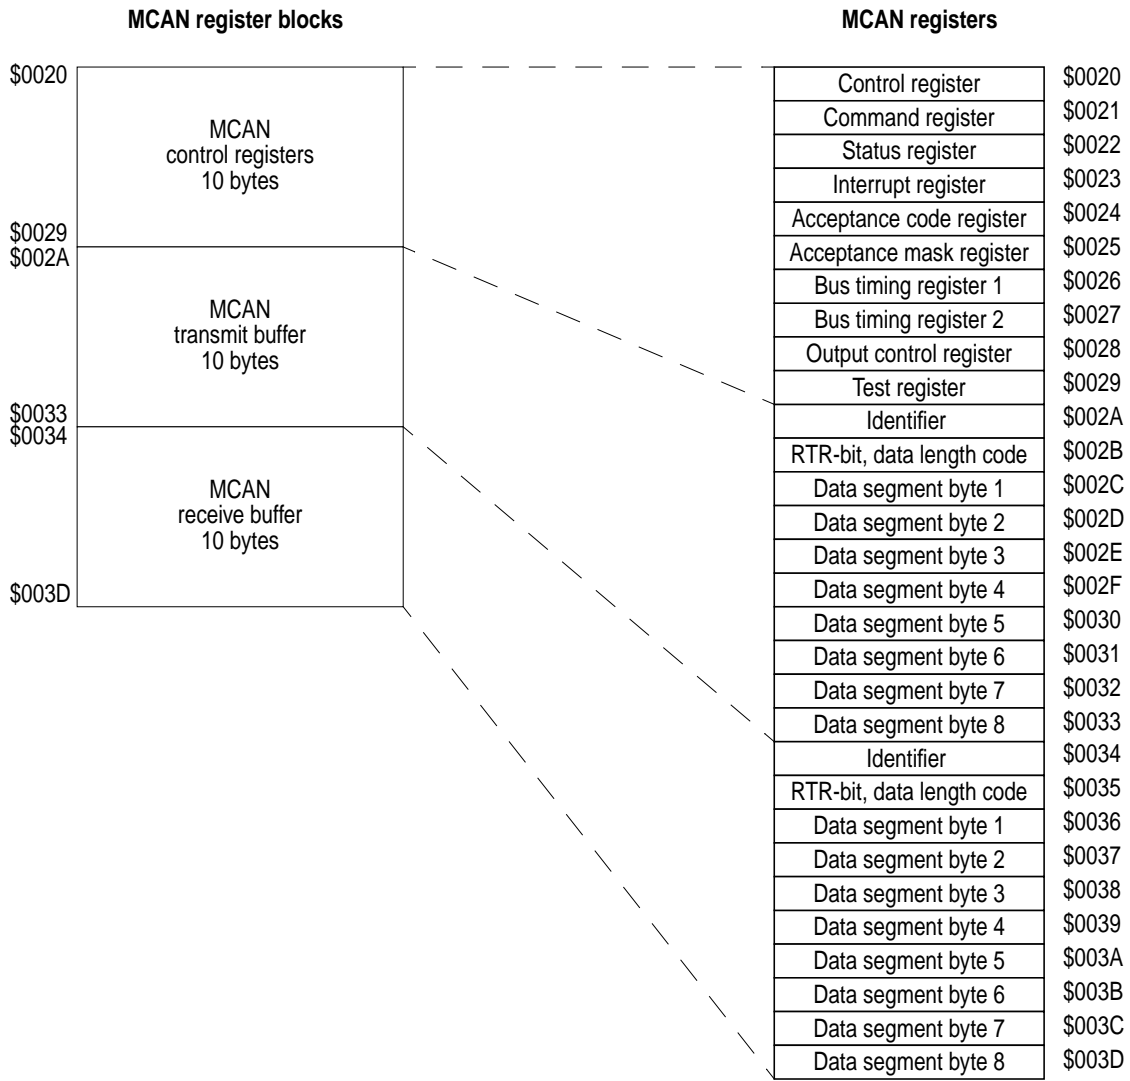 MCAN register blocks
$0020
MCAN
control registers
10 bytes
$0029
$002A
MCAN
transmit buffer
10 bytes
$0033
$0034
MCAN
receive buffer
10 bytes
$003D
MCAN registers
Control register $0020
Command register $0021
Status register $0022
Interrupt register $0023
Acceptance code register $0024
Acceptance mask register $0025
Bus timing register 1 $0026
Bus timing register 2 $0027
Output control register $0028
Test register $0029
Identifier $002A
RTR-bit, data length code $002B
Data segment byte 1 $002C
Data segment byte 2 $002D
Data segment byte 3 $002E
Data segment byte 4 $002F
Data segment byte 5 $0030
Data segment byte 6 $0031
Data segment byte 7 $0032
Data segment byte 8 $0033
Identifier $0034
RTR-bit, data length code $0035
Data segment byte 1 $0036
Data segment byte 2 $0037
Data segment byte 3 $0038
Data segment byte 4 $0039
Data segment byte 5 $003A
Data segment byte 6 $003B
Data segment byte 7 $003C
Data segment byte 8 $003D